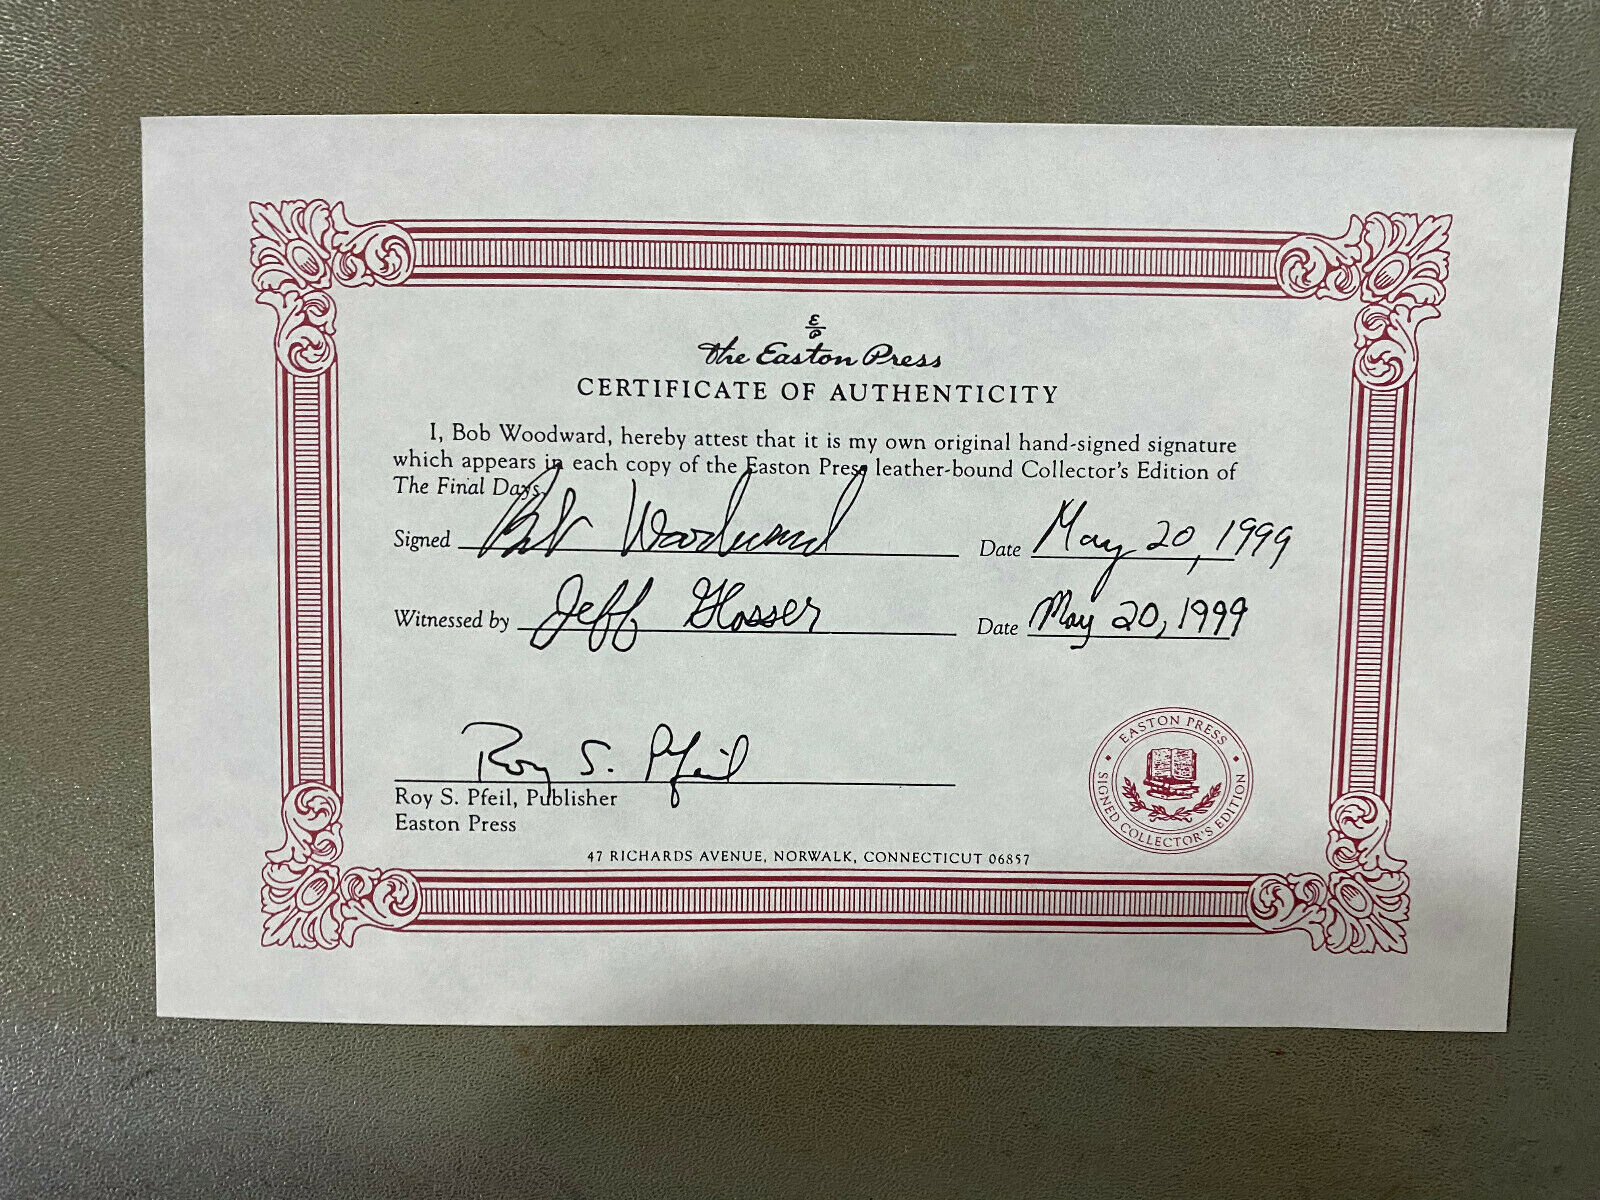 E
P
The Easton Press
CERTIFICATE OF AUTHENTICITY
I, Bob Woodward, hereby attest that it is my own original hand-signed signature
which appears in each copy of the Easton Press leather-bound Collector's Edition of
The Final Days.
Signed Bob Woodward Date May 20, 1999
Witnessed by Jeff Glosser Date May 20, 1999
Roy S. Pfeil
Roy S. Pfeil, Publisher
Easton Press
EASTON PRESS
SIGNED COLLECTOR'S EDITION
47 RICHARDS AVENUE, NORWALK, CONNECTICUT 06857